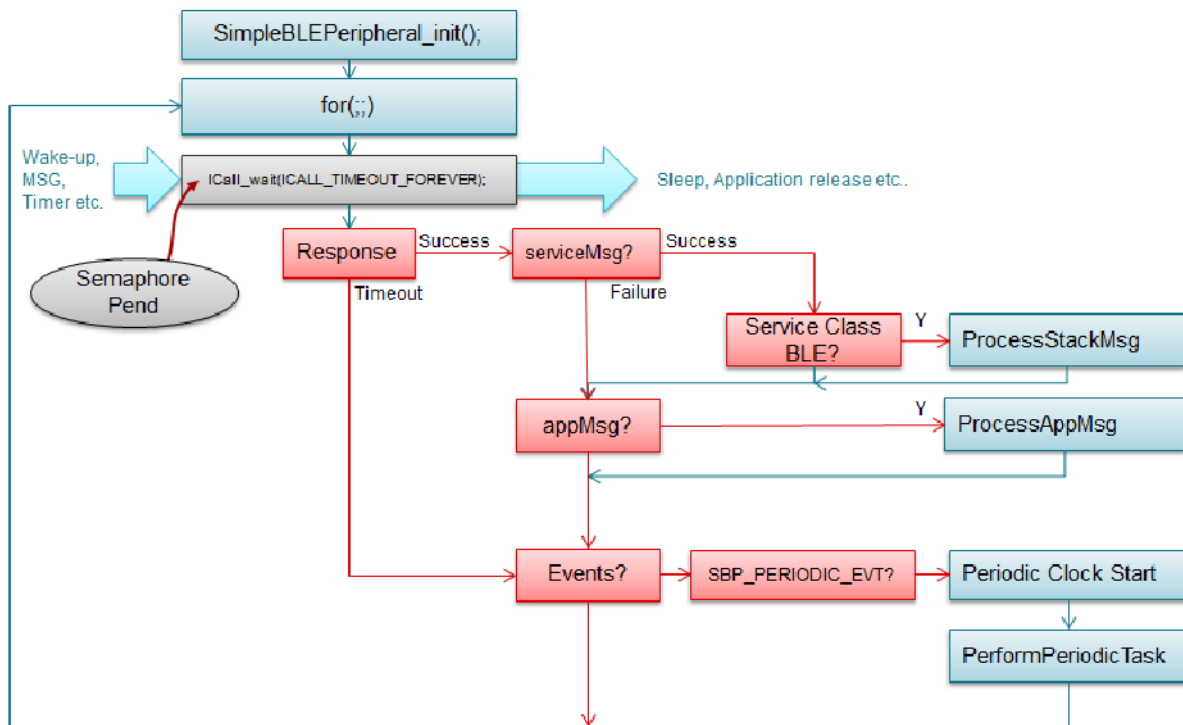 SimpleBLEPeripheral_init();
for(;;)
Wake-up,
MSG,
Timer etc.
ICall_wait(ICALL_TIMEOUT_FOREVER);
Sleep, Application release etc..
Semaphore
Pend
Response
Success
serviceMsg?
Success
Timeout
Failure
Service Class
BLE?
Y
ProcessStackMsg
appMsg?
Y
ProcessAppMsg
Events?
SBP_PERIODIC_EVT?
Periodic Clock Start
PerformPeriodicTask